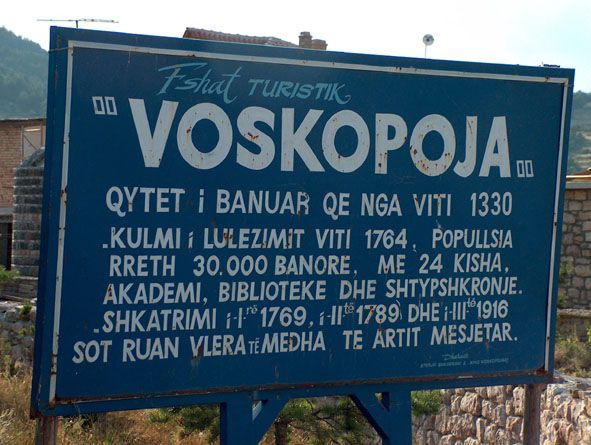 Fshat TURISTIK
"VOSKOPOJA"
QYTET i BANUAR QE NGA VITI 1330
.KULMI i LULEZIMIT VITI 1764, POPULLSIA
RRETH 30.000 BANORE, ME 24 KISHA,
AKADEMI, BIBLIOTEKE DHE SHTYPSHKRONJE.
.SHKATRIMI i-I rë 1769, i-II të 1789) DHE i-III të 1916
SOT RUAN VLERA të MEDHA TE ARTIT MESJETAR.